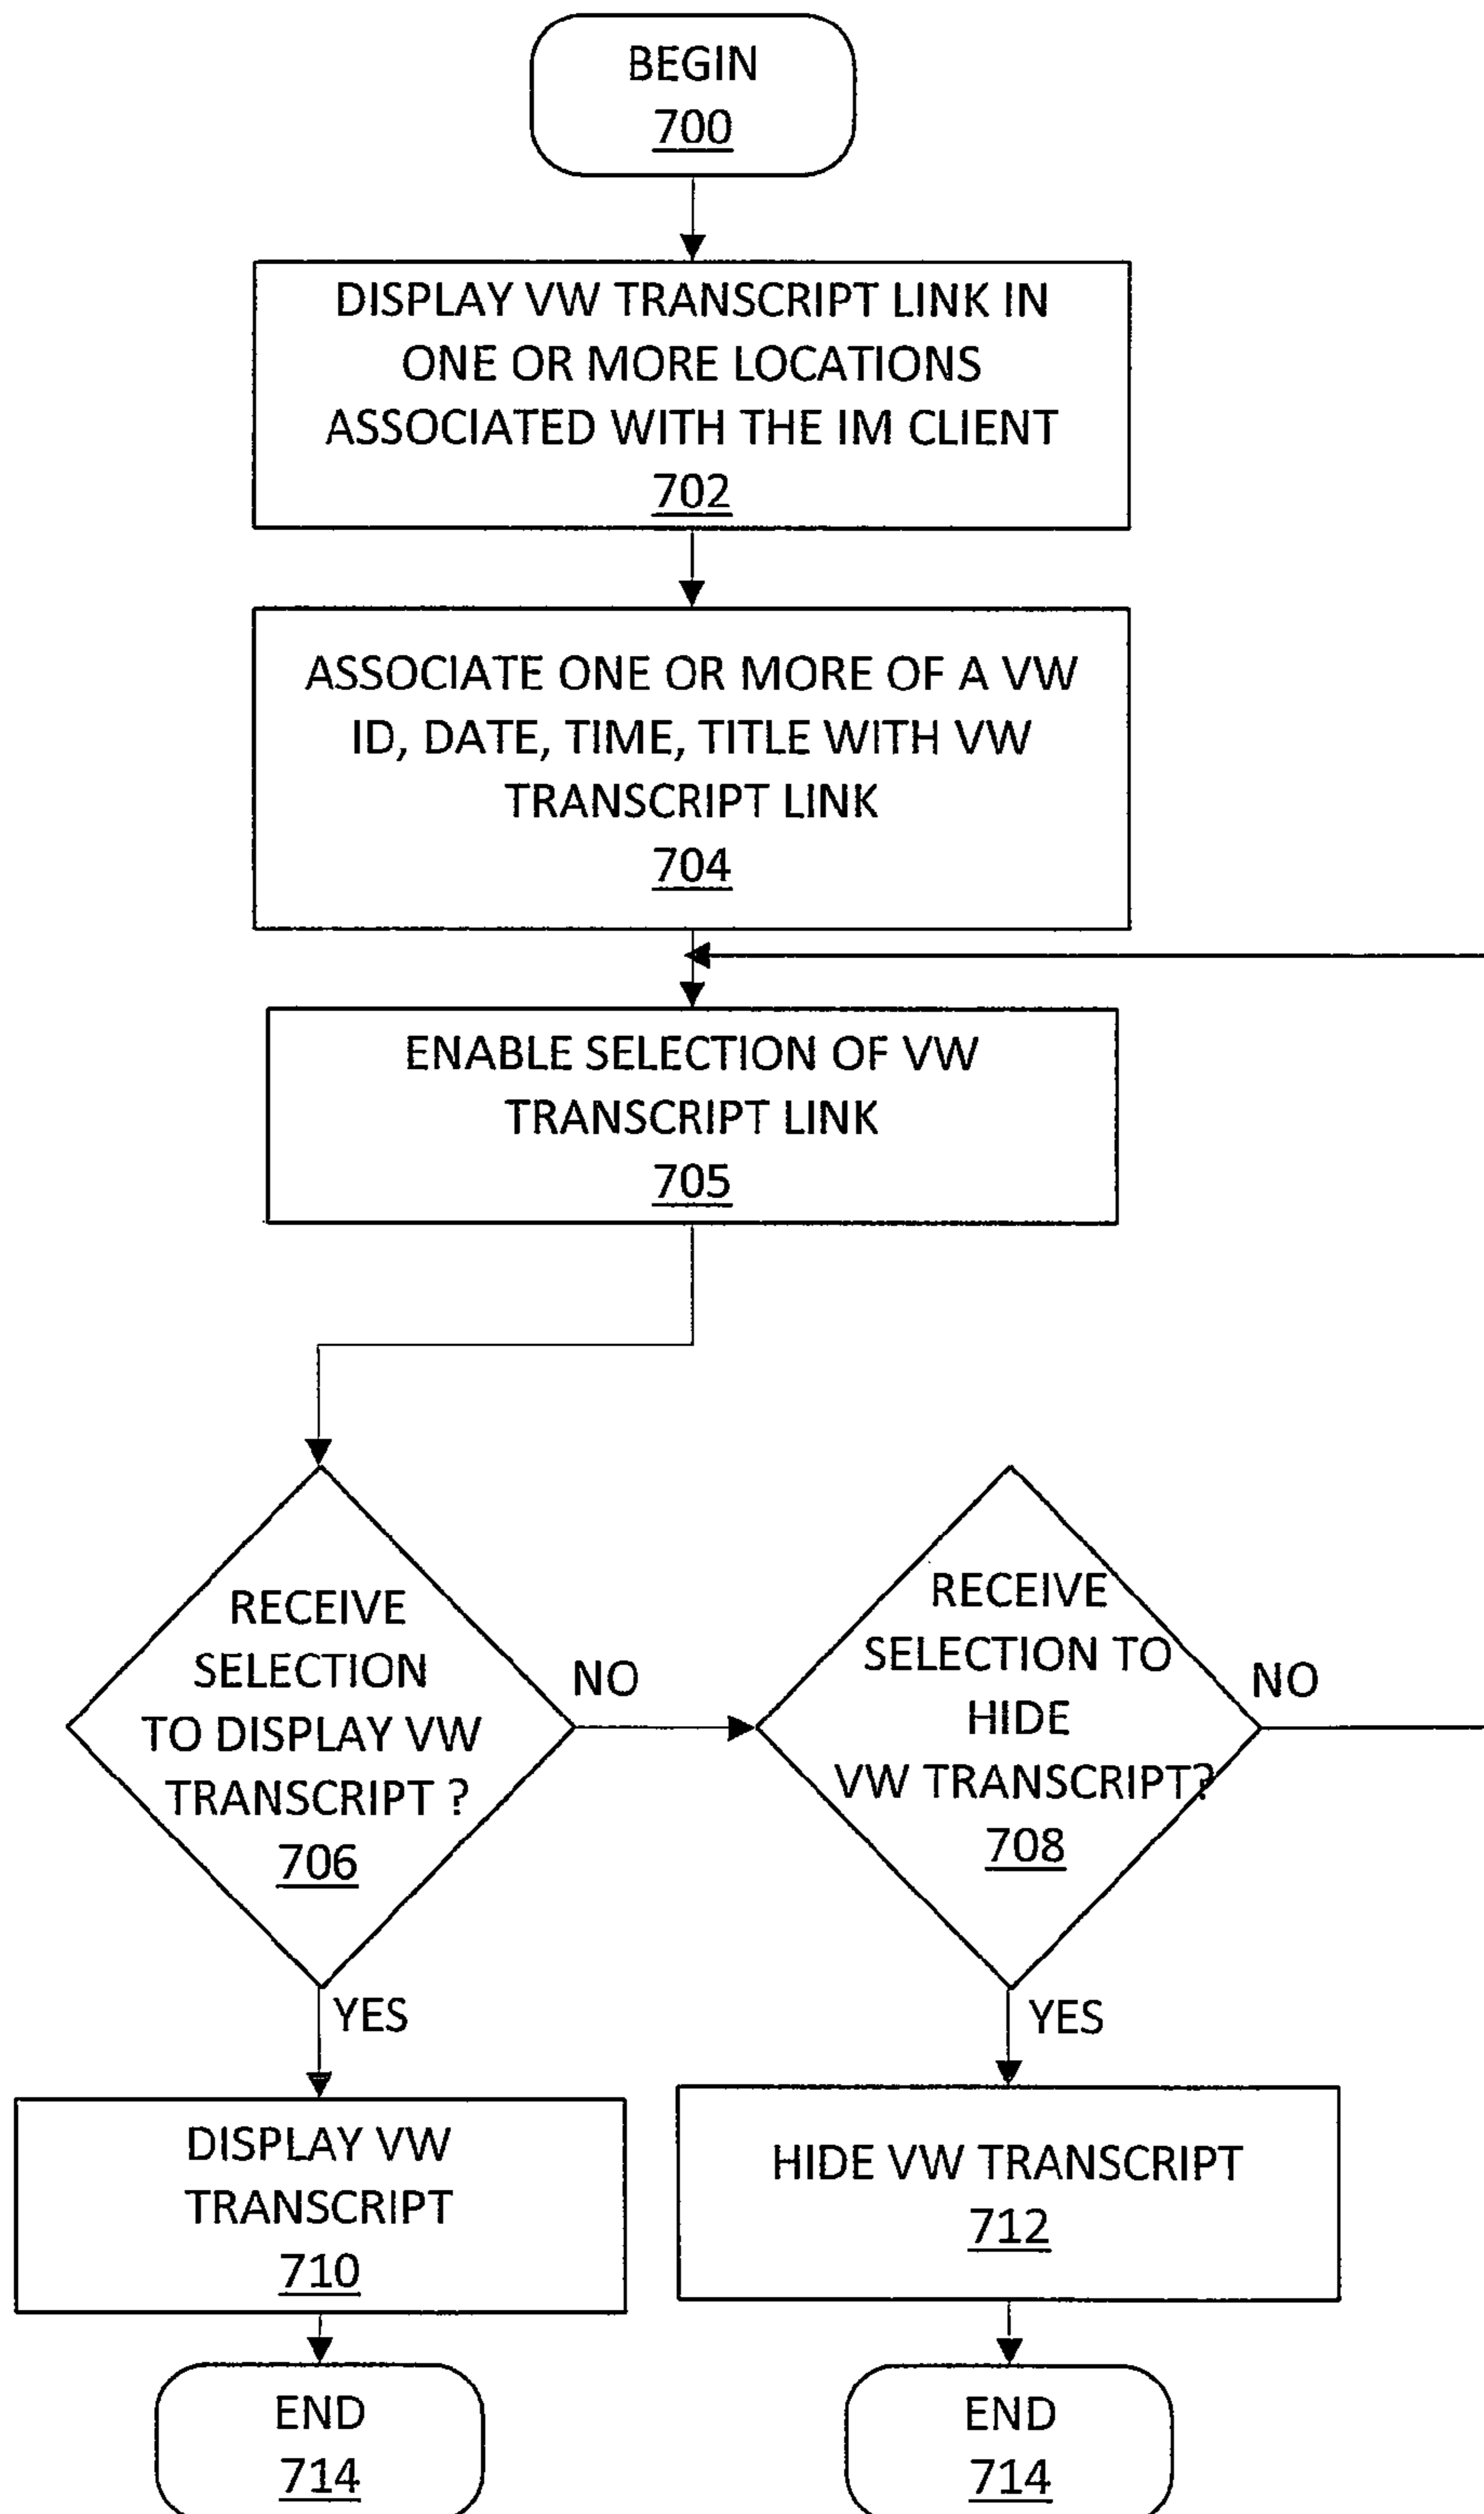 BEGIN
700
DISPLAY VW TRANSCRIPT LINK IN
ONE OR MORE LOCATIONS
ASSOCIATED WITH THE IM CLIENT
702
ASSOCIATE ONE OR MORE OF A VW
ID, DATE, TIME, TITLE WITH VW
TRANSCRIPT LINK
704
ENABLE SELECTION OF VW
TRANSCRIPT LINK
705
RECEIVE
SELECTION
TO DISPLAY VW
TRANSCRIPT ?
706
NO
RECEIVE
SELECTION TO
HIDE
VW TRANSCRIPT?
708
NO
YES
YES
DISPLAY VW
TRANSCRIPT
710
HIDE VW TRANSCRIPT
712
END
714
END
714